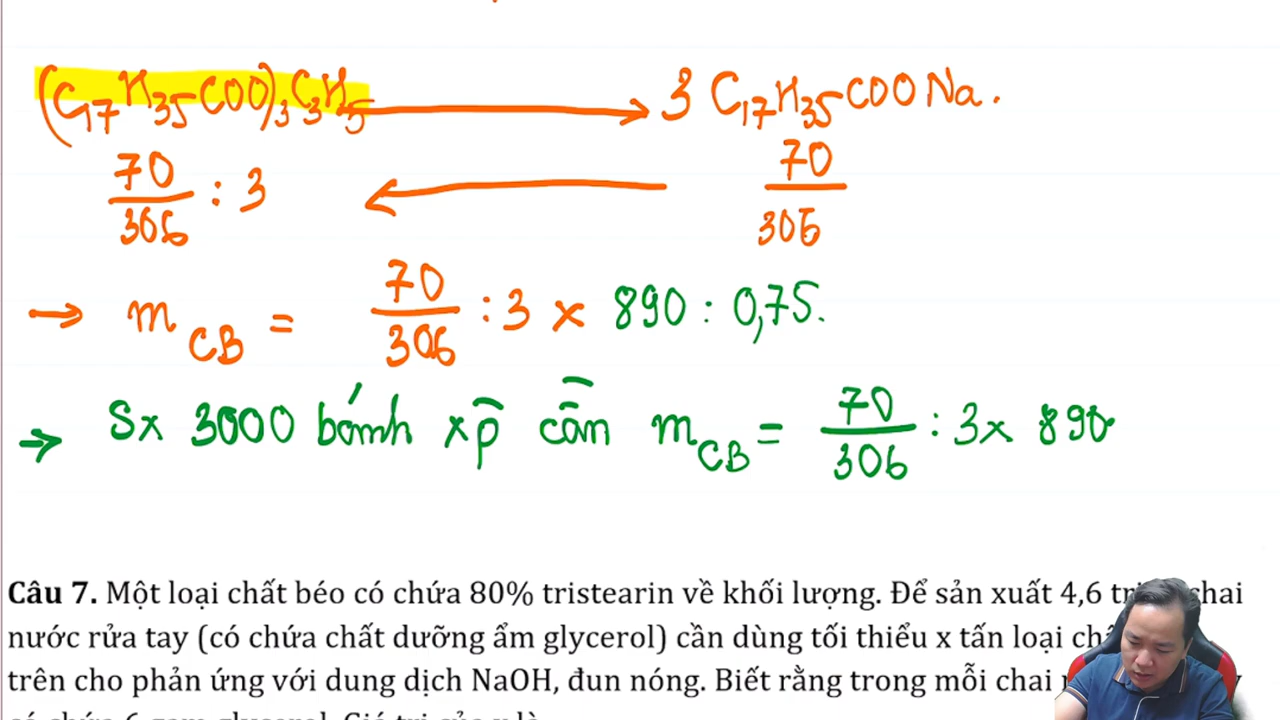 (C17H35COO)3C3H5 → 3 C17H35COONa.
70/306 : 3 ← 70/306
→ mCB = 70/306 : 3 × 890 : 0,75.
→ Sx 3000 bánh xp̄ cần mCB = 70/306 : 3 × 890
Câu 7. Một loại chất béo có chứa 80% tristearin về khối lượng. Để sản xuất 4,6 chai
nước rửa tay (có chứa chất dưỡng ẩm glycerol) cần dùng tối thiểu x tấn loại
trên cho phản ứng với dung dịch NaOH, đun nóng. Biết rằng trong mỗi chai